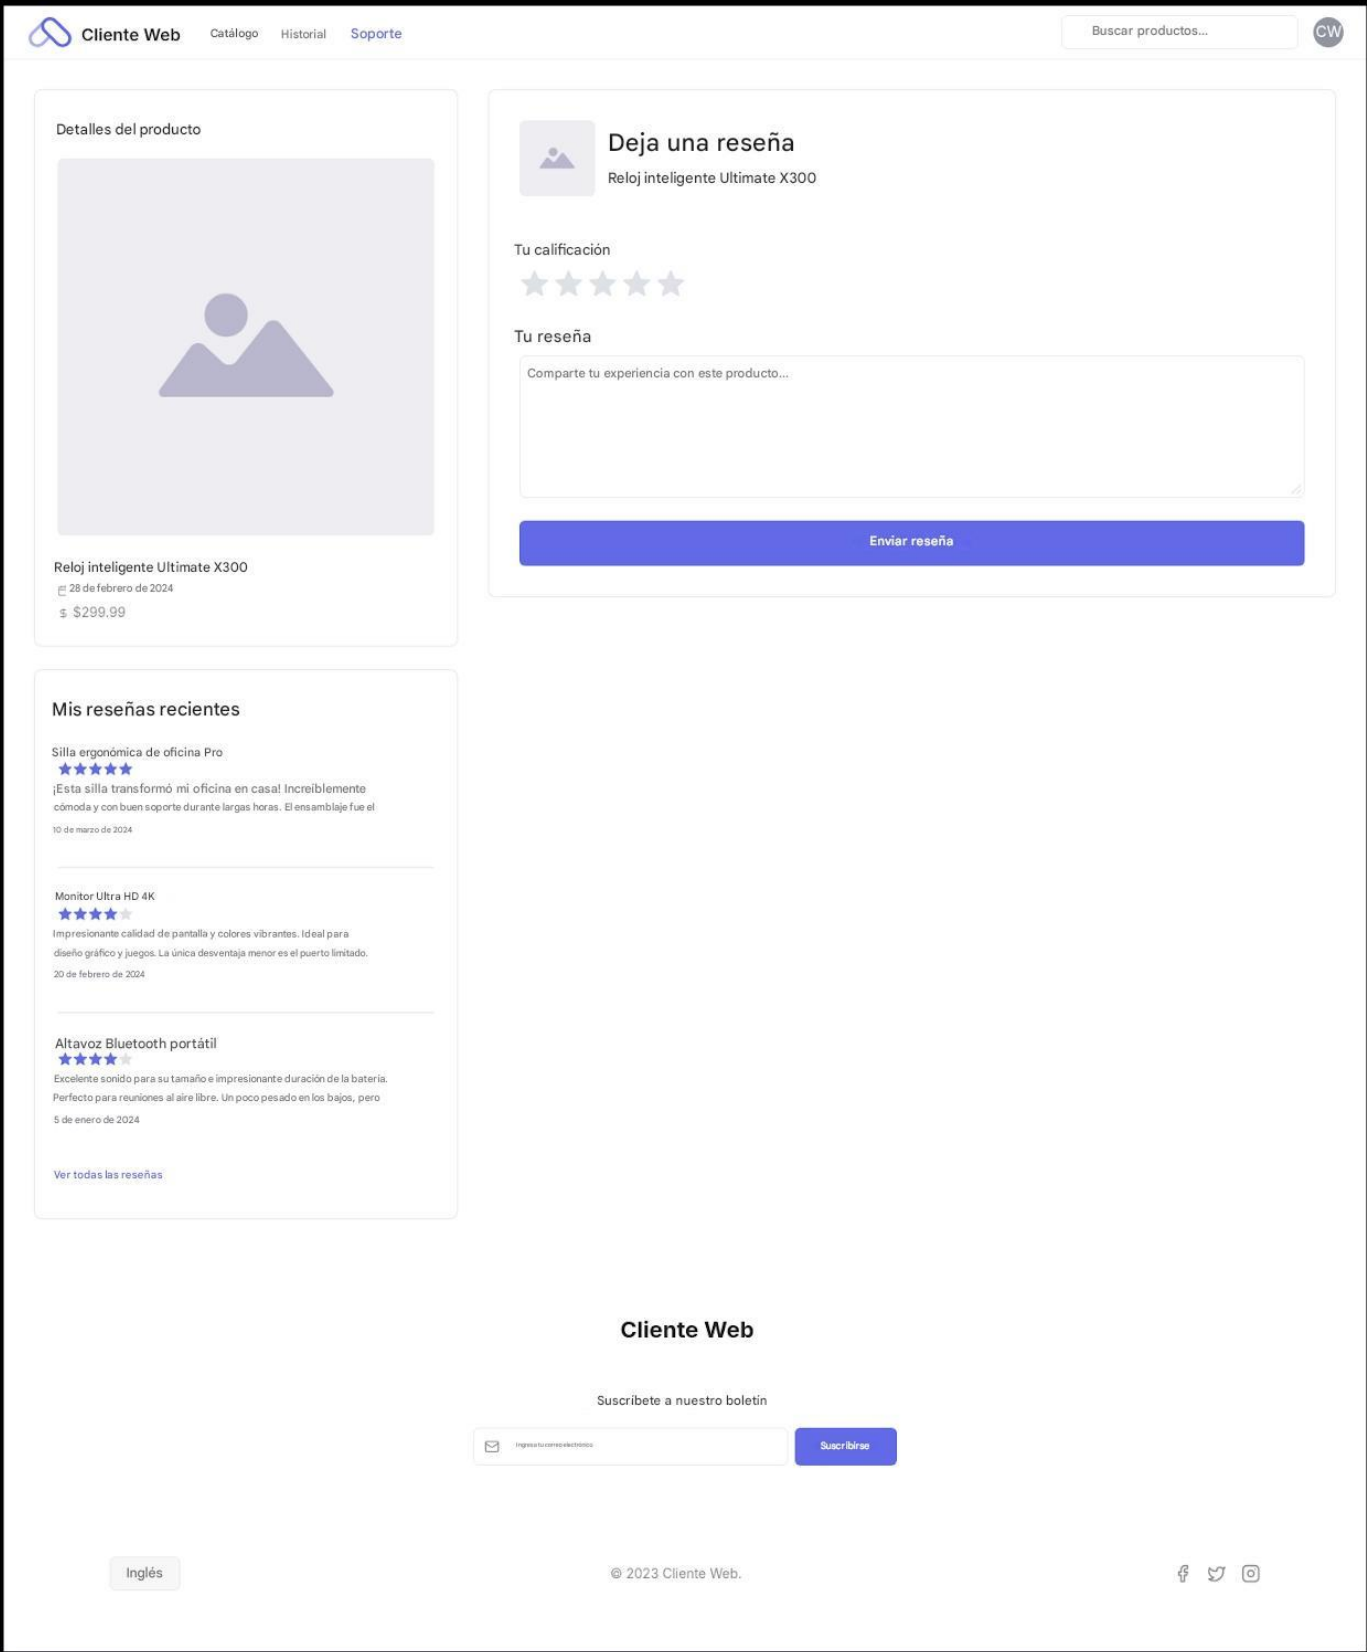 Cliente Web
Catálogo
Historial
Soporte
Buscar productos...
CW
Detalles del producto
Reloj inteligente Ultimate X300
28 de febrero de 2024
$ $299.99
Deja una reseña
Reloj inteligente Ultimate X300
Tu calificación
Tu reseña
Comparte tu experiencia con este producto...
Enviar reseña
Mis reseñas recientes
Silla ergonómica de oficina Pro
¡Esta silla transformó mi oficina en casa! Increíblemente
cómoda y con buen soporte durante largas horas. El ensamblaje fue el
10 de marzo de 2024
Monitor Ultra HD 4K
Impresionante calidad de pantalla y colores vibrantes. Ideal para
diseño gráfico y juegos. La única desventaja menor es el puerto limitado.
20 de febrero de 2024
Altavoz Bluetooth portátil
Excelente sonido para su tamaño e impresionante duración de la batería.
Perfecto para reuniones al aire libre. Un poco pesado en los bajos, pero
5 de enero de 2024
Ver todas las reseñas
Cliente Web
Suscríbete a nuestro boletín
Ingresa tu correo electrónico
Suscribirse
Inglés
© 2023 Cliente Web.